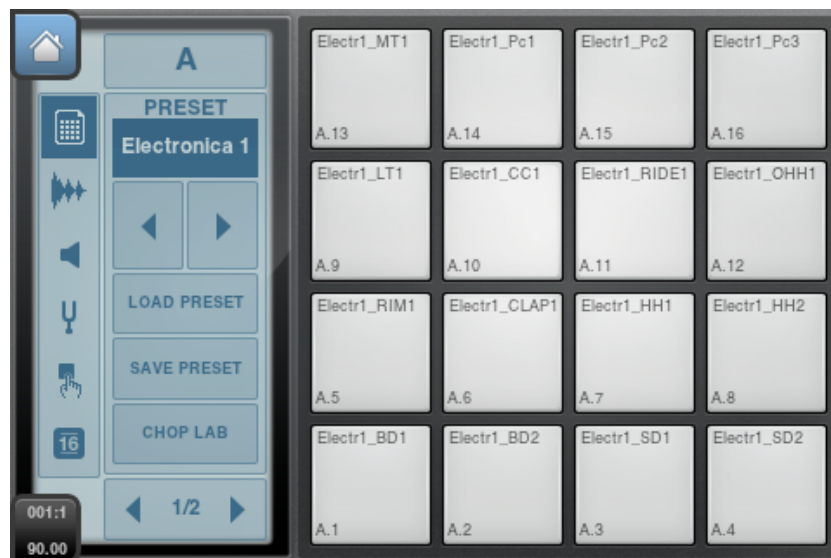 A
PRESET
Electronica 1
LOAD PRESET
SAVE PRESET
CHOP LAB
16
1/2
001:1
90.00
Electr1_MT1
A.13
Electr1_Pc1
A.14
Electr1_Pc2
A.15
Electr1_Pc3
A.16
Electr1_LT1
A.9
Electr1_CC1
A.10
Electr1_RIDE1
A.11
Electr1_OHH1
A.12
Electr1_RIM1
A.5
Electr1_CLAP1
A.6
Electr1_HH1
A.7
Electr1_HH2
A.8
Electr1_BD1
A.1
Electr1_BD2
A.2
Electr1_SD1
A.3
Electr1_SD2
A.4